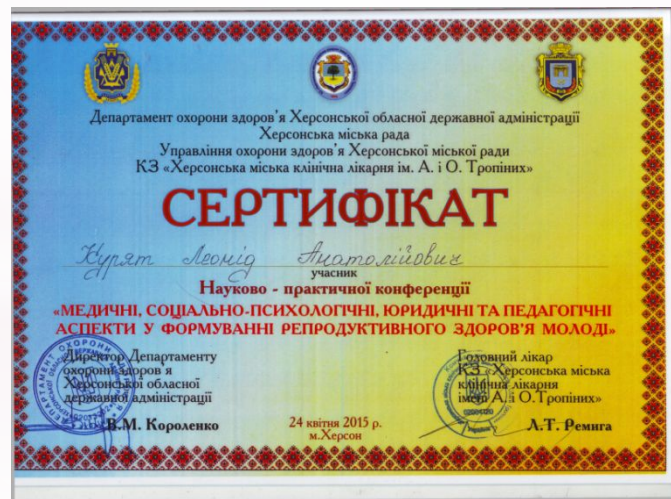 Департамент охорони здоров'я Херсонської обласної державної адміністрації
Херсонська міська рада
Управління охорони здоров'я Херсонської міської ради
КЗ «Херсонська міська клінічна лікарня ім. А. і О. Тропіних»
СЕРТИФІКАТ
Курят Леонід Анатолійович
учасник
Науково - практичної конференції
«МЕДИЧНІ, СОЦІАЛЬНО-ПСИХОЛОГІЧНІ, ЮРИДИЧНІ ТА ПЕДАГОГІЧНІ
АСПЕКТИ У ФОРМУВАННІ РЕПРОДУКТИВНОГО ЗДОРОВ'Я МОЛОДІ»
Директор Департаменту
охорони здоров я
Херсонської обласної
державної адміністрації
В.М. Короленко
24 квітня 2015 р.
м.Херсон
Головний лікар
КЗ «Херсонська міська
клінічна лікарня
імені А. і О.Тропіних»
Л.Т. Ремига